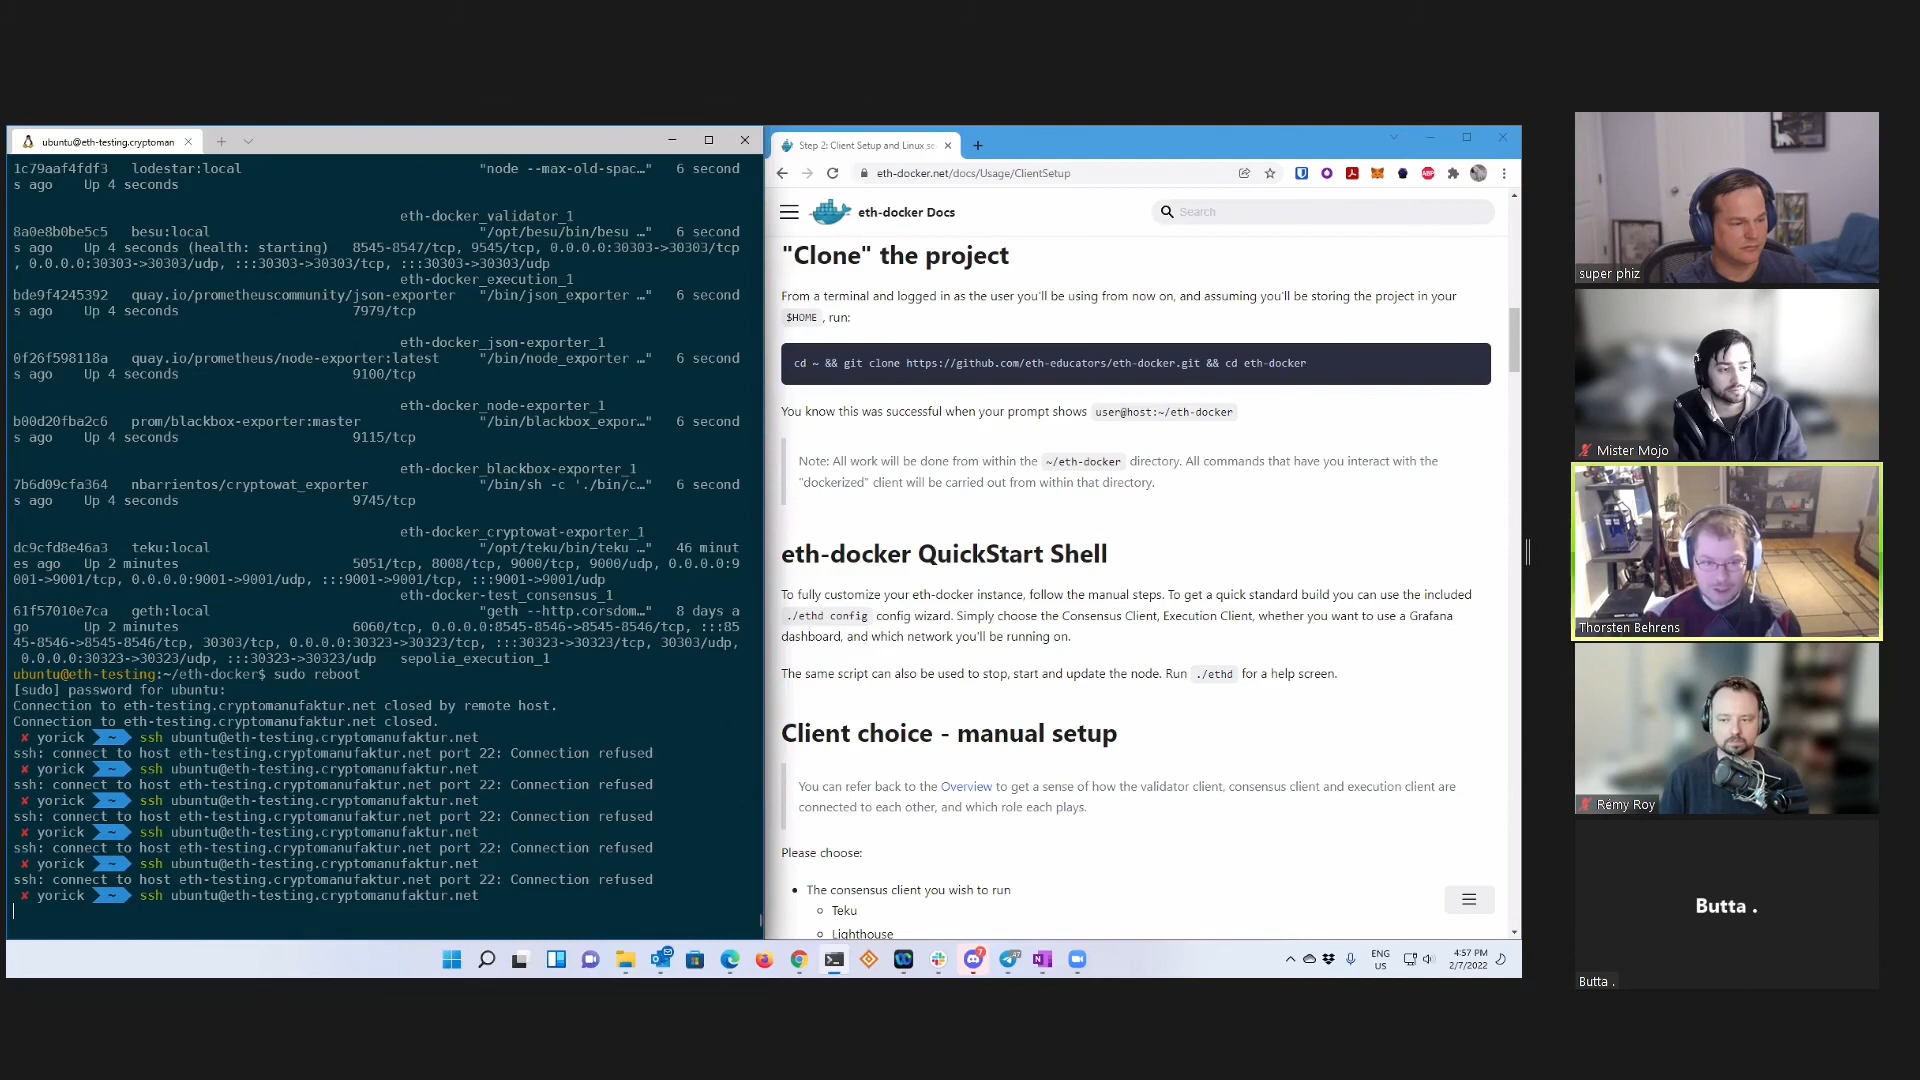 ubuntu@eth-testing.cryptoman
1c79aaf4fdf3   lodestar:local   "node --max-old-spac…"   6 second
s ago    Up 4 seconds
eth-docker_validator_1
8a0e8b0be5c5   besu:local   "/opt/besu/bin/besu …"   6 second
s ago    Up 4 seconds (health: starting)   8545-8547/tcp, 9545/tcp, 0.0.0.0:30303->30303/tcp
, 0.0.0.0:30303->30303/udp, :::30303->30303/tcp, :::30303->30303/udp
eth-docker_execution_1
bde9f4245392   quay.io/prometheuscommunity/json-exporter   "/bin/json_exporter …"   6 second
s ago    Up 4 seconds   7979/tcp
eth-docker_json-exporter_1
0f26f598118a   quay.io/prometheus/node-exporter:latest   "/bin/node_exporter …"   6 second
s ago    Up 4 seconds   9100/tcp
eth-docker_node-exporter_1
b00d20fba2c6   prom/blackbox-exporter:master   "/bin/blackbox_expor…"   6 second
s ago    Up 4 seconds   9115/tcp
eth-docker_blackbox-exporter_1
7b6d09cfa364   nbarrientos/cryptowat_exporter   "/bin/sh -c './bin/c…"   6 second
s ago    Up 4 seconds   9745/tcp
eth-docker_cryptowat-exporter_1
dc9cfd8e46a3   teku:local   "/opt/teku/bin/teku …"   46 minut
es ago   Up 2 minutes   5051/tcp, 8008/tcp, 9000/udp, 0.0.0.0:9
001->9001/tcp, 0.0.0.0:9001->9001/udp, :::9001->9001/tcp, :::9001->9001/udp
eth-docker-test_consensus_1
61f57010e7ca   geth:local   "geth --http.corsdom…"   8 days a
go       Up 2 minutes   6060/tcp, 0.0.0.0:8545-8546->8545-8546/tcp, :::85
45-8546->8545-8546/tcp, 30303/tcp, 0.0.0.0:30323->30323/tcp, :::30323->30323/tcp, 30303/udp,
0.0.0.0:30323->30323/udp, :::30323->30323/udp   sepolia_execution_1
ubuntu@eth-testing:~/eth-docker$ sudo reboot
[sudo] password for ubuntu:
Connection to eth-testing.cryptomanufaktur.net closed by remote host.
Connection to eth-testing.cryptomanufaktur.net closed.
✘ yorick ~ ssh ubuntu@eth-testing.cryptomanufaktur.net
ssh: connect to host eth-testing.cryptomanufaktur.net port 22: Connection refused
✘ yorick ~ ssh ubuntu@eth-testing.cryptomanufaktur.net
ssh: connect to host eth-testing.cryptomanufaktur.net port 22: Connection refused
✘ yorick ~ ssh ubuntu@eth-testing.cryptomanufaktur.net
ssh: connect to host eth-testing.cryptomanufaktur.net port 22: Connection refused
✘ yorick ~ ssh ubuntu@eth-testing.cryptomanufaktur.net
ssh: connect to host eth-testing.cryptomanufaktur.net port 22: Connection refused
✘ yorick ~ ssh ubuntu@eth-testing.cryptomanufaktur.net
ssh: connect to host eth-testing.cryptomanufaktur.net port 22: Connection refused
✘ yorick ~ ssh ubuntu@eth-testing.cryptomanufaktur.net
Step 2: Client Setup and Linux se
eth-docker.net/docs/Usage/ClientSetup
eth-docker Docs
Search
"Clone" the project
From a terminal and logged in as the user you'll be using from now on, and assuming you'll be storing the project in your
$HOME , run:
cd ~ && git clone https://github.com/eth-educators/eth-docker.git && cd eth-docker
You know this was successful when your prompt shows user@host:~/eth-docker
Note: All work will be done from within the ~/eth-docker directory. All commands that have you interact with the
"dockerized" client will be carried out from within that directory.
eth-docker QuickStart Shell
To fully customize your eth-docker instance, follow the manual steps. To get a quick standard build you can use the included
./ethd config config wizard. Simply choose the Consensus Client, Execution Client, whether you want to use a Grafana
dashboard, and which network you'll be running on.
The same script can also be used to stop, start and update the node. Run ./ethd for a help screen.
Client choice - manual setup
You can refer back to the Overview to get a sense of how the validator client, consensus client and execution client are
connected to each other, and which role each plays.
Please choose:
The consensus client you wish to run
Teku
Lighthouse
ENG
US
4:57 PM
2/7/2022
super phiz
Mister Mojo
Thorsten Behrens
Rémy Roy
Butta .
Butta .